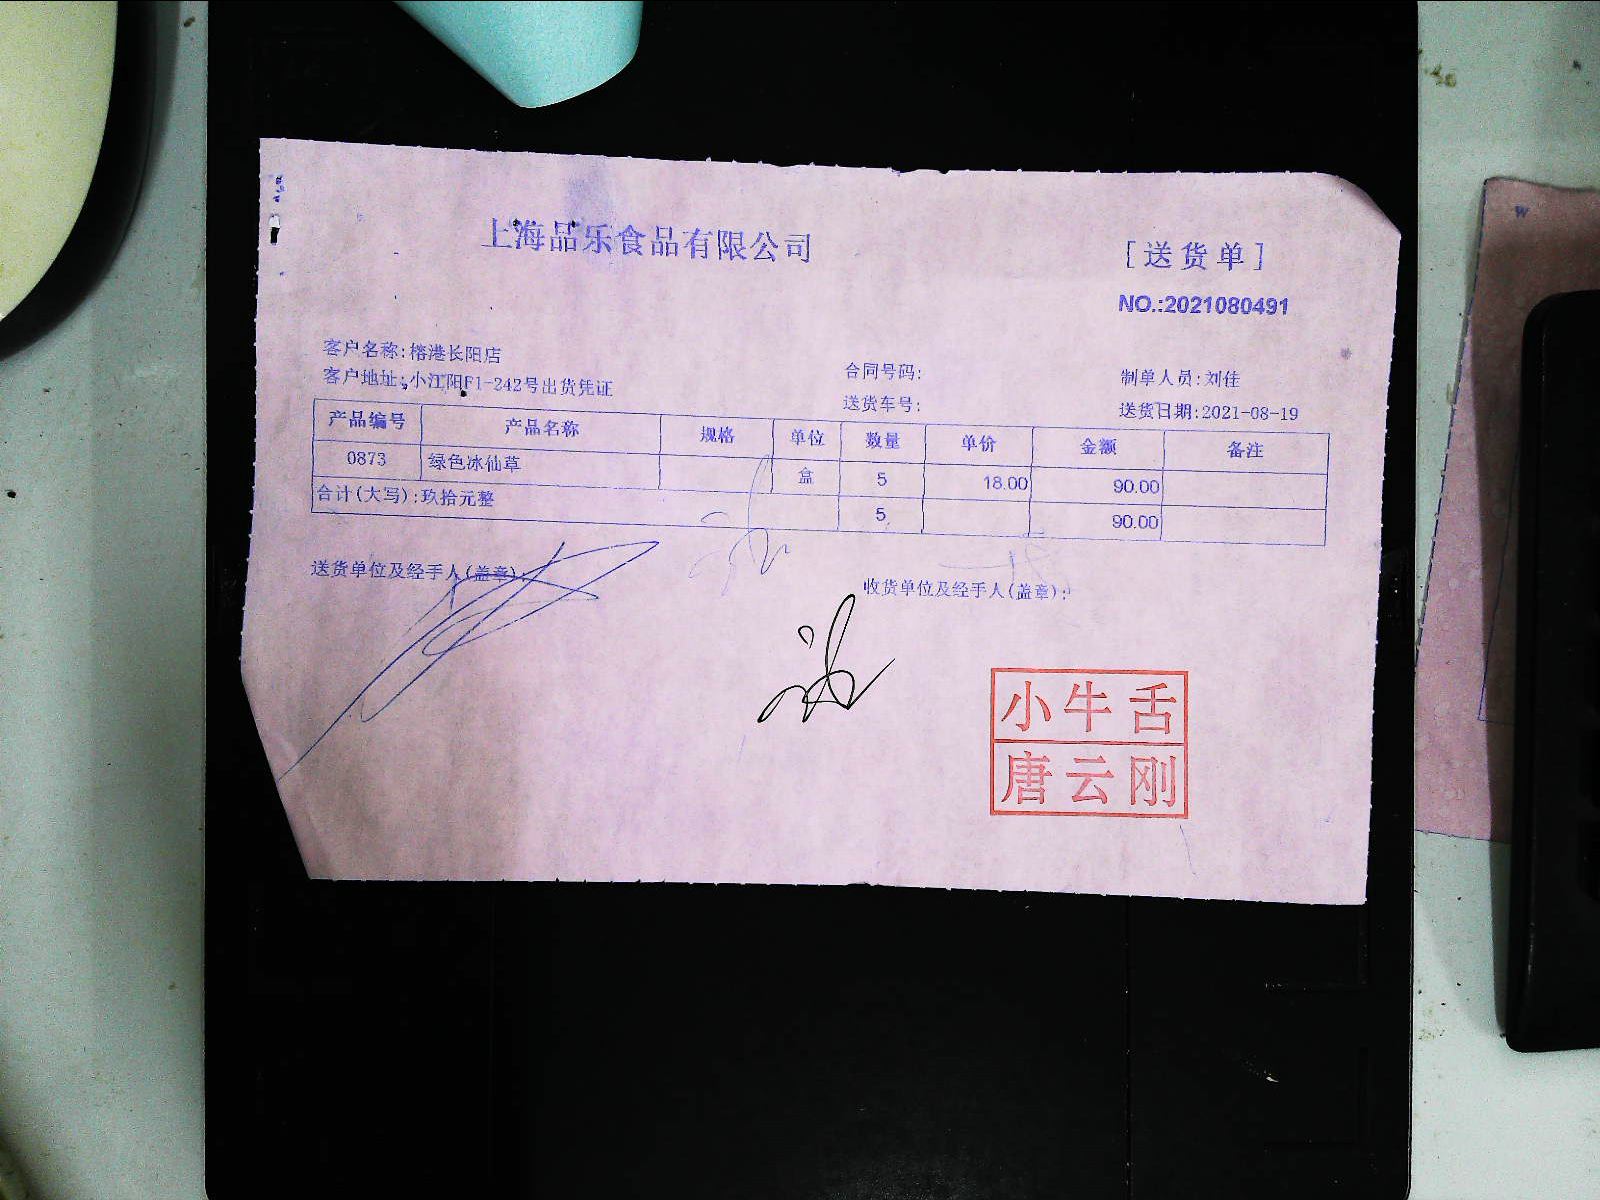 上海品乐食品有限公司
[送货单]
NO.:2021080491
客户名称:榕港长阳店
客户地址:小江阳F1-242号出货凭证
合同号码:
制单人员:刘佳
送货车号:
送货日期:2021-08-19
产品编号 产品名称 规格 单位 数量 单价 金额 备注
0873 绿色冰仙草 盒 5 18.00 90.00
合计(大写):玖拾元整 5 90.00
送货单位及经手人(盖章):
收货单位及经手人(盖章):
小牛舌
唐云刚